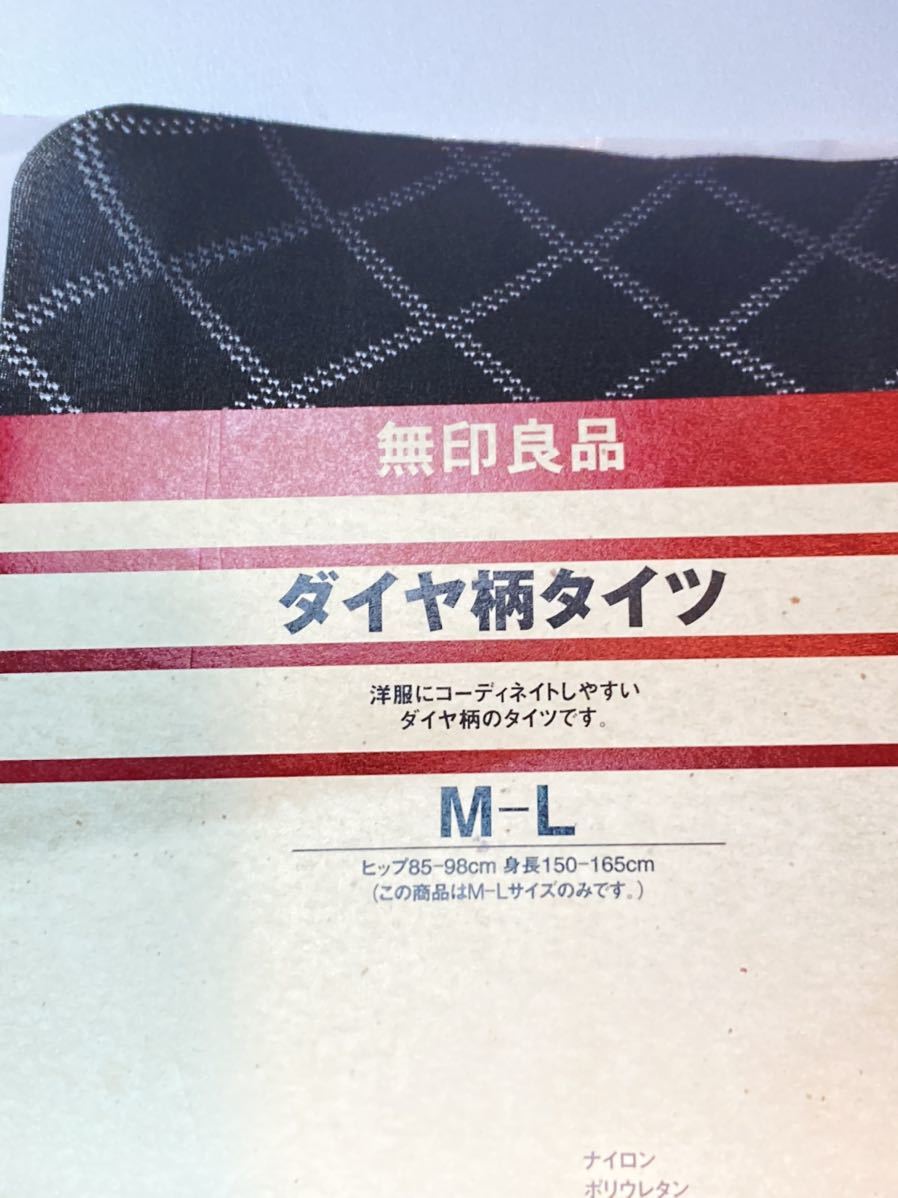 無印良品
ダイヤ柄タイツ
洋服にコーディネイトしやすい
ダイヤ柄のタイツです。
M-L
ヒップ85-98cm 身長150-165cm
(この商品はM-Lサイズのみです。)
ナイロン
ポリウレタン